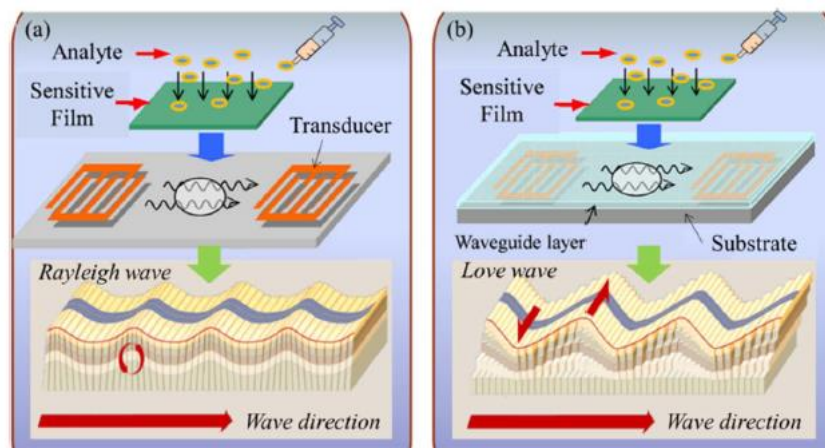 (a)
Analyte
Sensitive
Film
Transducer
Rayleigh wave
Wave direction
(b)
Analyte
Sensitive
Film
Waveguide layer
Substrate
Love wave
Wave direction